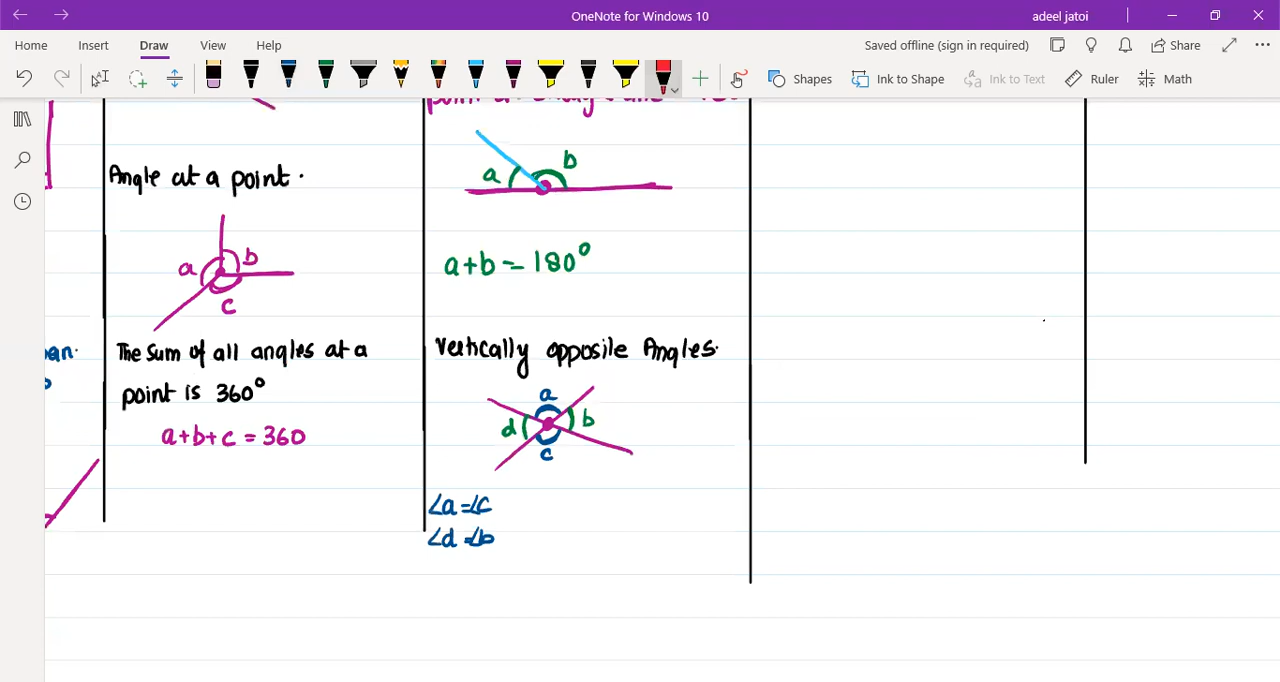 OneNote for Windows 10
adeel jatoi
Home Insert Draw View Help
Saved offline (sign in required) Share
Ink to Shape Ink to Text Ruler Math
Shapes
Angle at a point.
a b c
The Sum of all angles at a
point is 360°
a+b+c = 360
a b
a+b = 180°
Vertically opposite Angles.
a
d b
c
∠a = ∠c
∠d = ∠b